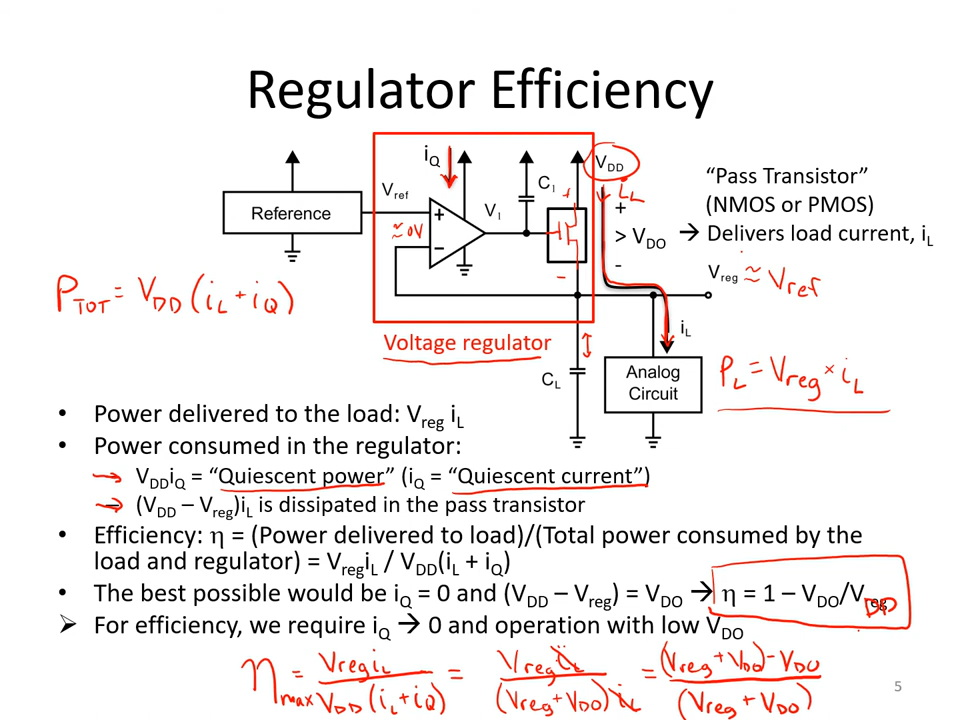 Regulator Efficiency
iQ
VDD
iL
C1
+
Vref
V1
+
Reference
+
≈ 0V
−
> VDO
-
−
"Pass Transistor"
(NMOS or PMOS)
→ Delivers load current, iL
Vreg ≈ Vref
PTOT = VDD (iL + iQ)
Voltage regulator
iL
CL
Analog
Circuit
PL = Vreg × iL
• Power delivered to the load: Vreg iL
• Power consumed in the regulator:
– VDDiQ = "Quiescent power" (iQ = "Quiescent current")
– (VDD – Vreg)iL is dissipated in the pass transistor
• Efficiency: η = (Power delivered to load)/(Total power consumed by the
load and regulator) = VregiL / VDD(iL + iQ)
• The best possible would be iQ = 0 and (VDD – Vreg) = VDO → η = 1 – VDO/Vreg
DD
➢ For efficiency, we require iQ → 0 and operation with low VDO
ηmax = Vreg iL / VDD (iL + iQ) = Vreg iL / (Vreg + VDO) iL = (Vreg + VDO) − VDO / (Vreg + VDO)
5